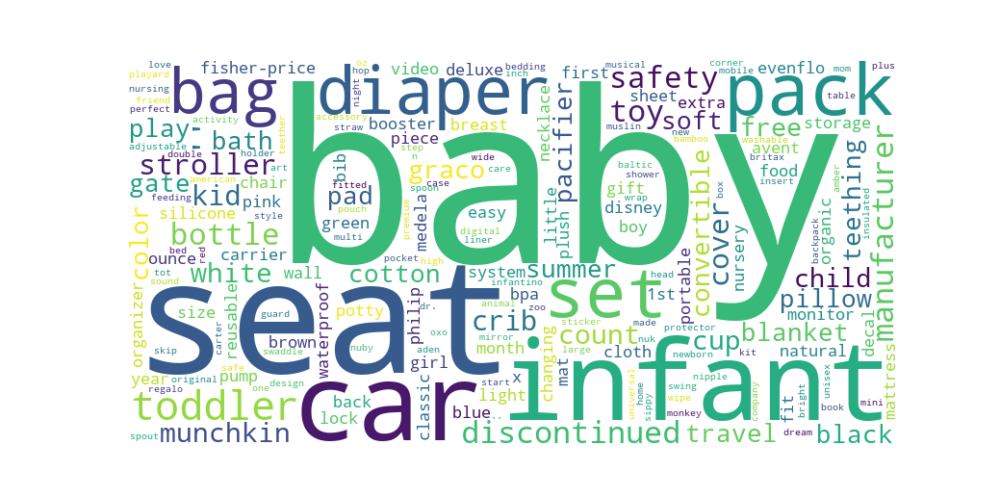 baby
seat
car
infant
diaper
bag
pack
set
safety
toy
soft
stroller
toddler
bottle
munchkin
discontinued
manufacturer
travel
black
white
cotton
crib
summer
count
cup
blanket
pillow
child
cover
convertible
teething
pacifier
graco
kid
gate
play-
bath
pad
free
fisher-price
video
deluxe
first
sheet
extra
evenflo
storage
avent
food
booster
piece
breast
necklace
plush
little
silicone
color
organizer
ounce
carrier
wall
chair
pink
bib
green
medela
easy
gift
disney
boy
nursery
organic
monitor
decal
mattress
natural
portable
1st
system
bpa
philip
waterproof
potty
size
reusable
brown
year
pump
back
lock
classic
blue
girl
month
light
x
changing
mat
cloth
fit
love
playard
hop
oz
night
musical
bedding
inch
corner
mobile
mom
plus
nursing
friend
perfect
activity
adjustable
teether
accessory
straw
double
holder
art
american
feeding
style
fitted
case
step
n
wide
care
spoon
pouch
premium
multi
digital
liner
muslin
new
bamboo
washable
table
baltic
shower
wrap
britax
insert
box
amber
insulated
backpack
bed
red
tot
sound
pocket
high
infantino
head
animal
zoo
dr.
guard
skip
carter
swaddle
nuby
aden
oxo
mirror
sticker
made
nuk
large
protector
newborn
kit
unisex
safe
regalo
original
one
design
start
..
swing
nipple
universal
home
sippy
wipe
monkey
company
bright
book
mini
dream
spout